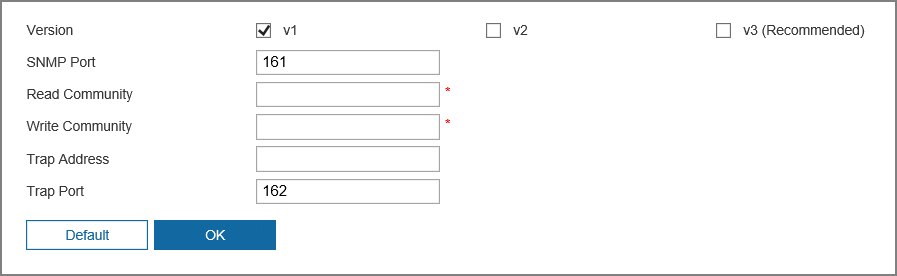 Version v1 v2 v3 (Recommended)
SNMP Port 161
Read Community *
Write Community *
Trap Address
Trap Port 162
Default OK